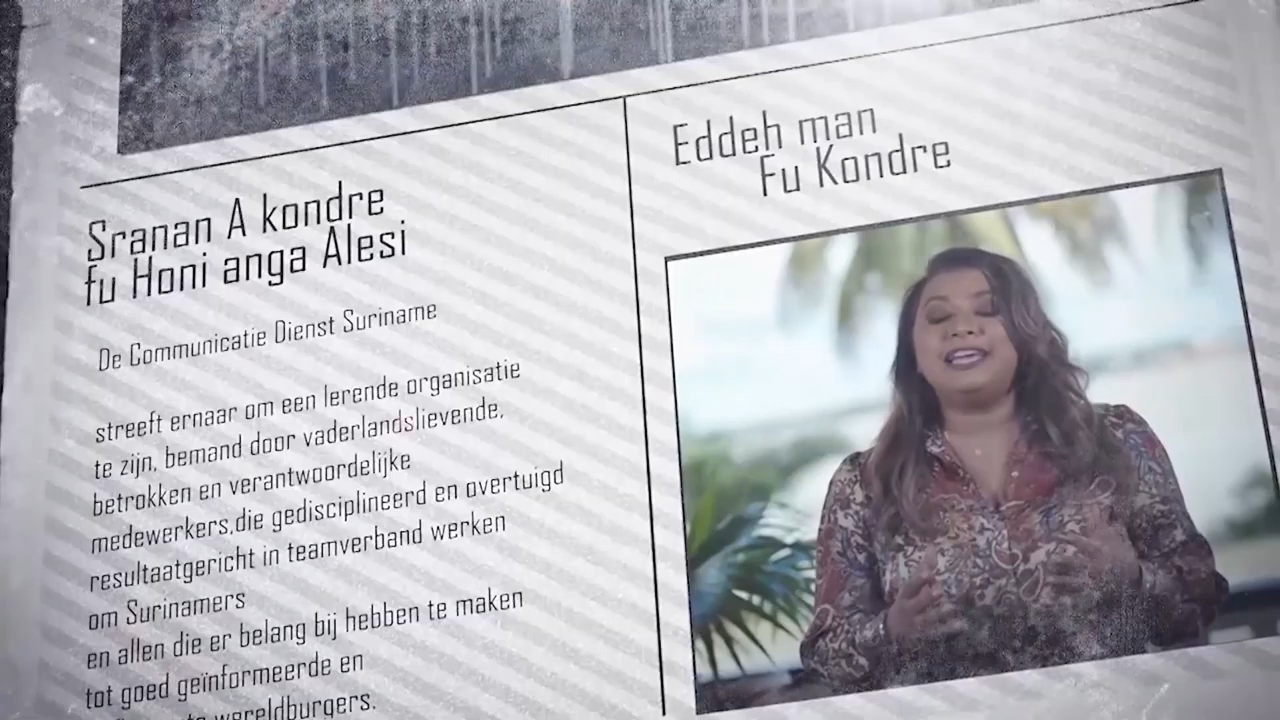 Sranan A kondre
fu Honi anga Alesi
De Communicatie Dienst Suriname
streeft ernaar om een lerende organisatie
te zijn, bemand door vaderlandslievende,
betrokken en verantwoordelijke
medewerkers,die gedisciplineerd en overtuigd
resultaatgericht in teamverband werken
om Surinamers
en allen die er belang bij hebben te maken
tot goed geïnformeerde en
wereldburgers.
Eddeh man
Fu Kondre